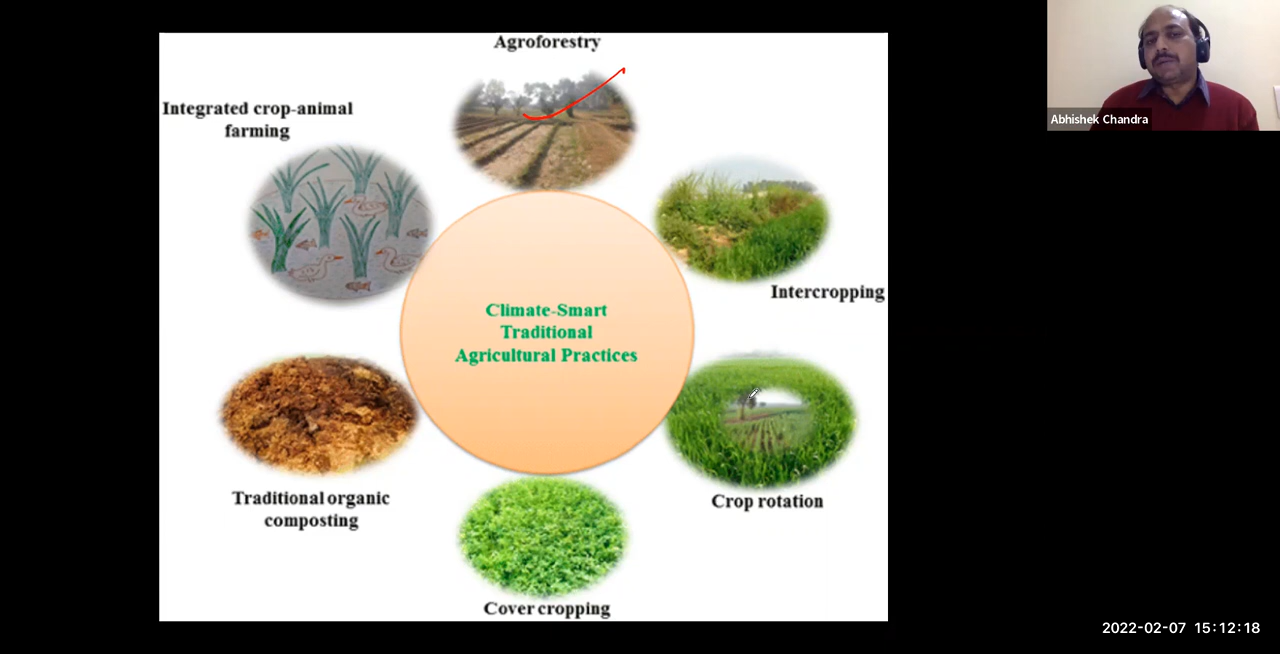 Agroforestry
Integrated crop-animal
farming
Abhishek Chandra
Intercropping
Climate-Smart
Traditional
Agricultural Practices
Traditional organic
composting
Crop rotation
Cover cropping
2022-02-07 15:12:18